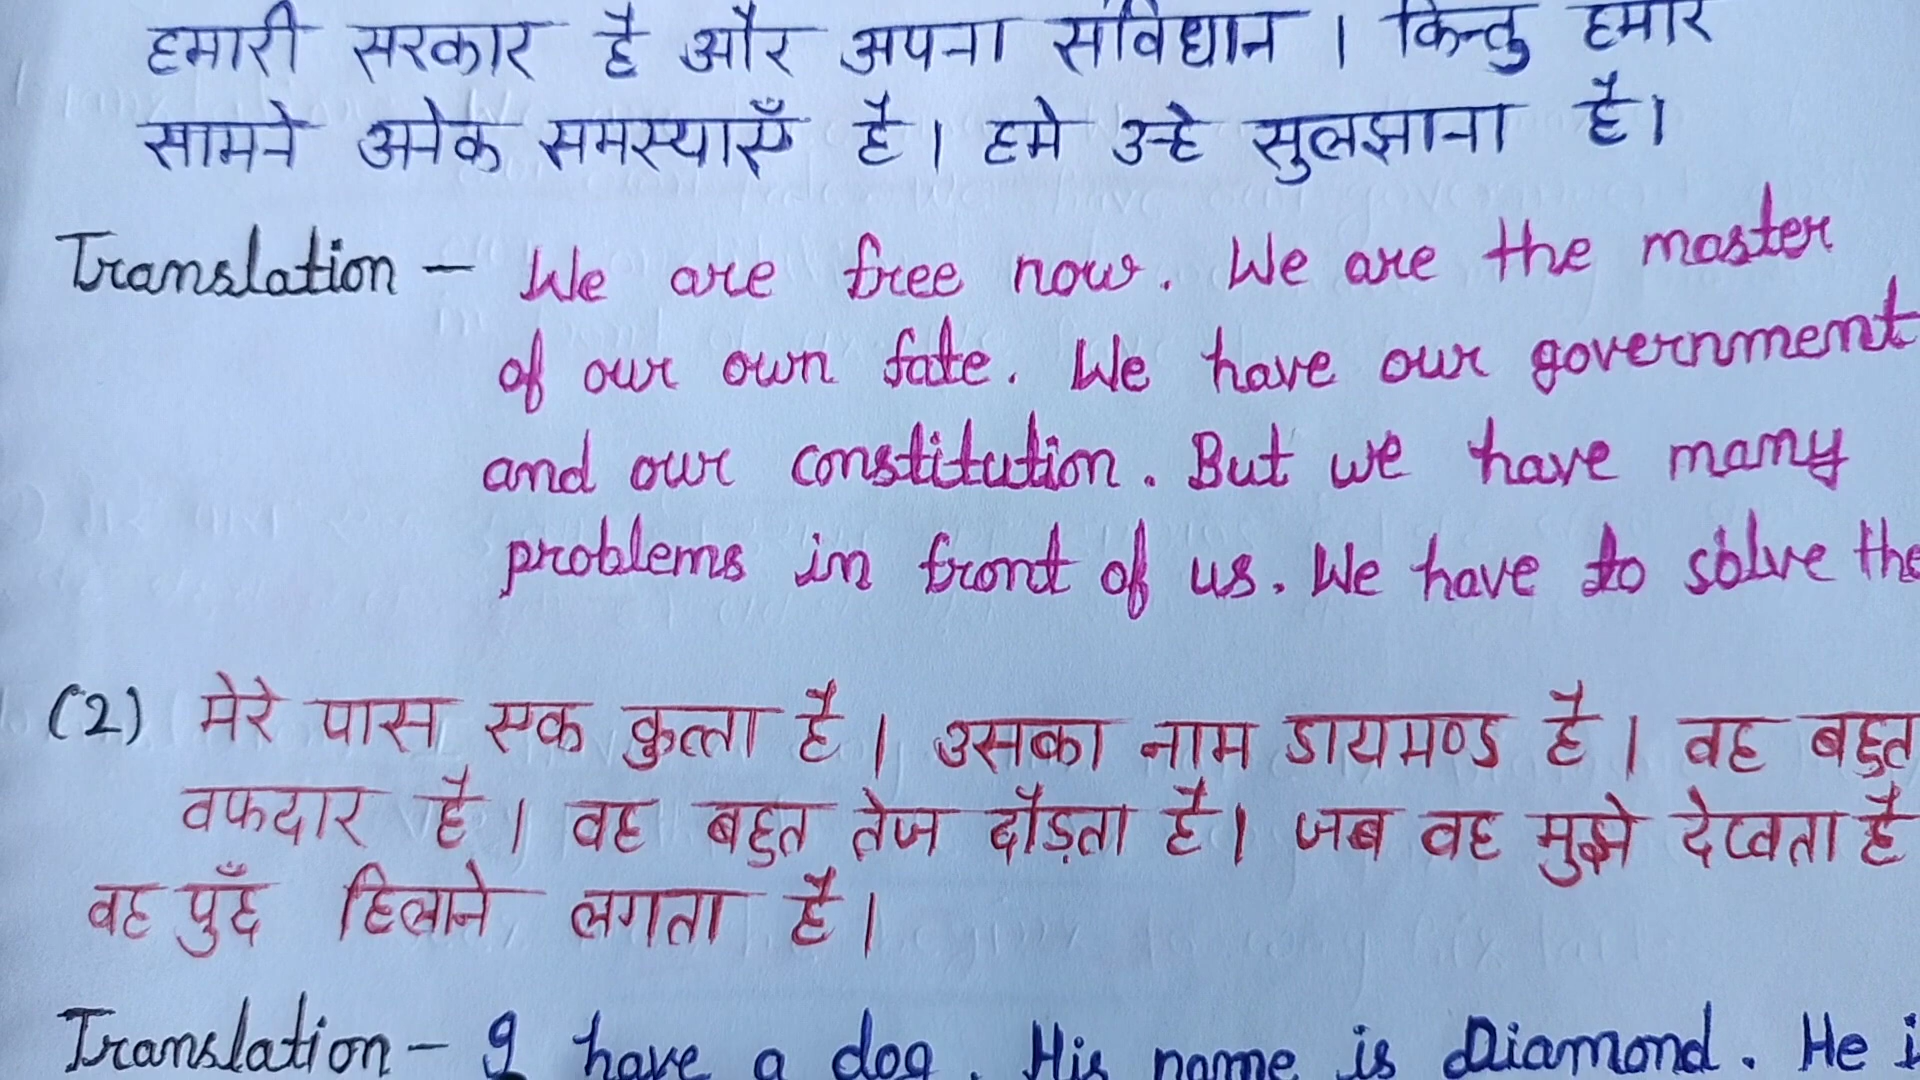 हमारी सरकार है और अपना संविधान । किन्तु हमारे
सामने अनेक समस्याएँ है । हमे उन्हे सुलझाना है।
Translation - We are free now. We are the master
of our own fate. We have our government
and our constitution. But we have many
problems in front of us. We have to solve the
(2) मेरे पास एक कुत्ता है । उसका नाम डायमण्ड है । वह बहुत
वफदार है । वह बहुत तेज दौड़ता है । जब वह मुझे देखता है
वह पुँछ हिलाने लगता है ।
Translation - I have a dog. His name is Diamond. He i